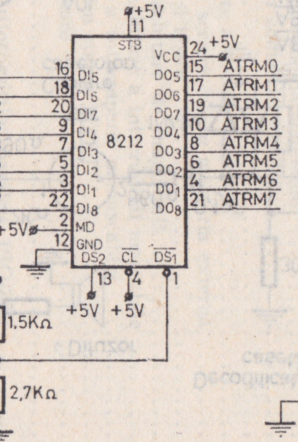 +5V
11
STB
VCC 24 +5V
16 DI5 DO5 15 ATRM0
18 DI6 DO6 17 ATRM1
20 DI7 DO7 19 ATRM2
9 DI4 DO4 10 ATRM3
7 DI3 DO3 8 ATRM4
5 DI2 DO2 6 ATRM5
3 DI1 DO1 4 ATRM6
22 DI8 DO8 21 ATRM7
8212
+5V 2 MD
12 GND
DS2 CL DS1
13 4 1
+5V +5V
1,5KΩ
2,7KΩ